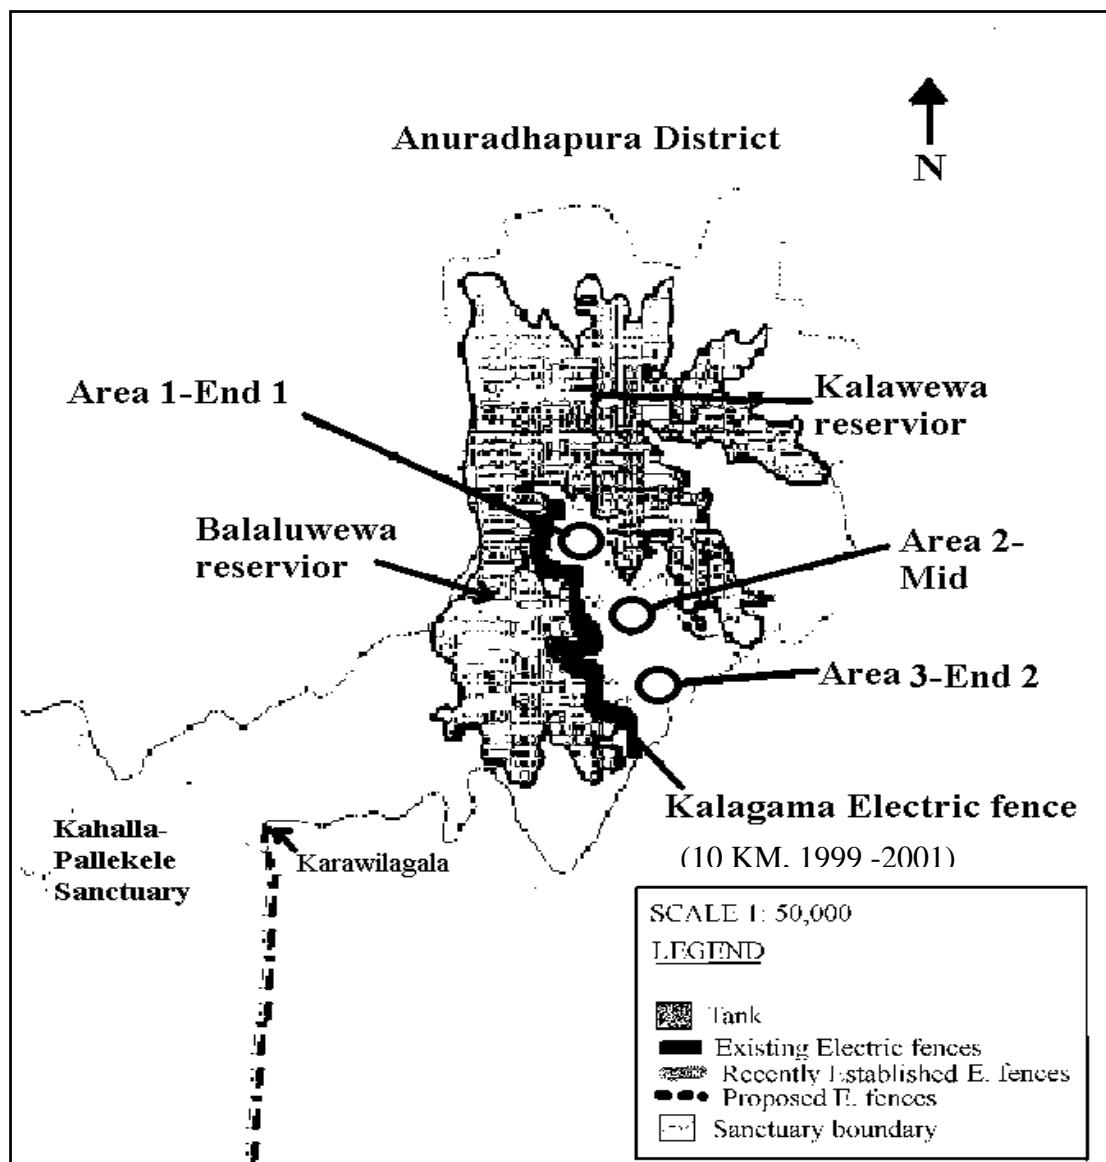 Anuradhapura District
N
Area 1-End 1
Kalawewa
reservior
Balaluwewa
reservior
Area 2-
Mid
Area 3-End 2
Kalagama Electric fence
(10 KM. 1999 -2001)
Kahalla-
Pallekele
Sanctuary
Karawilagala
SCALE 1: 50,000
LEGEND
Tank
Existing Electric fences
Recently Established E. fences
Proposed E. fences
Sanctuary boundary